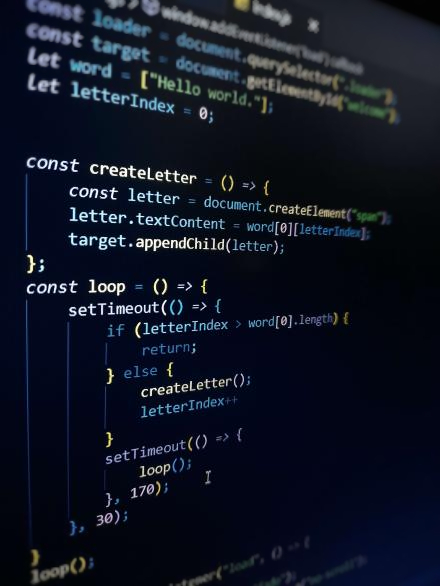 window.addEventListener("load"
index.js
const loader = document.querySelector(".loader");
const target = document.getElementById("welcome");
let word = ["Hello world."];
let letterIndex = 0;
const createLetter = () => {
const letter = document.createElement("span");
letter.textContent = word[0][letterIndex];
target.appendChild(letter);
};
const loop = () => {
setTimeout(() => {
if (letterIndex > word[0].length) {
return;
} else {
createLetter();
letterIndex++
}
setTimeout(() => {
loop();
}, 170);
}, 30);
}
loop();
("load", () => {